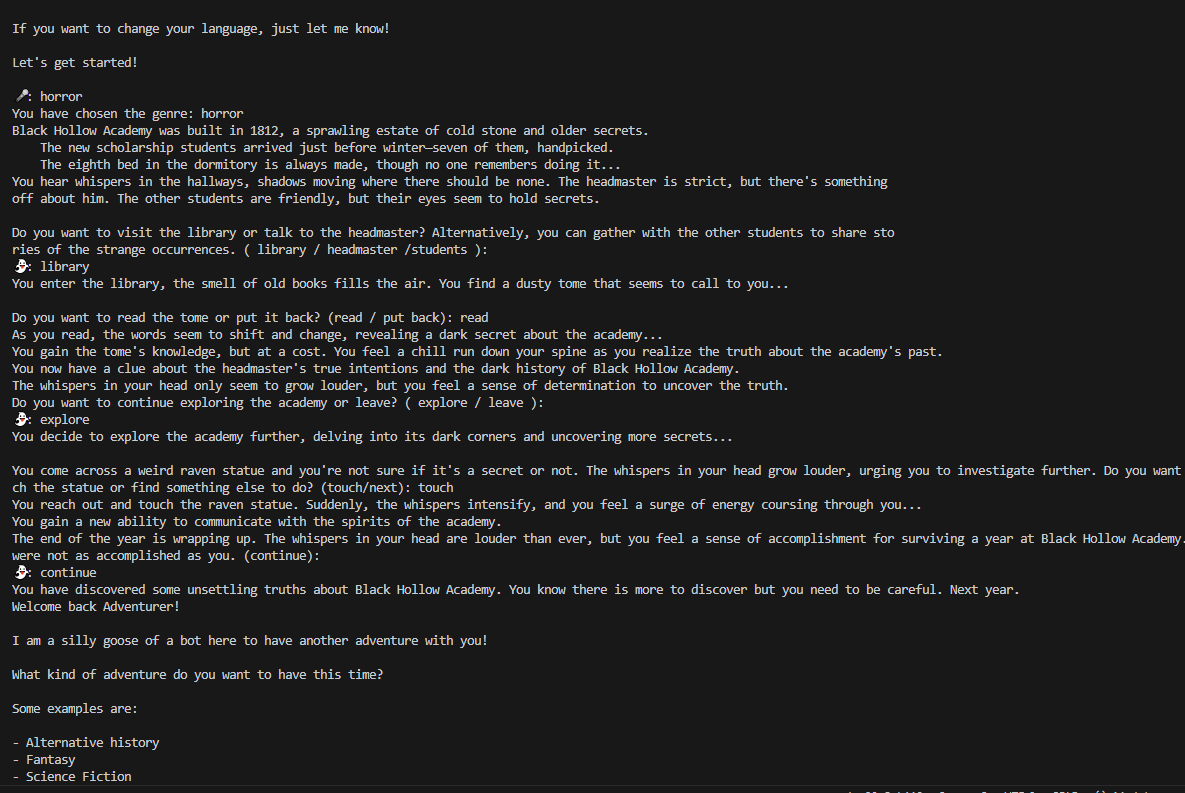 If you want to change your language, just let me know!
Let's get started!
🎤: horror
You have chosen the genre: horror
Black Hollow Academy was built in 1812, a sprawling estate of cold stone and older secrets.
The new scholarship students arrived just before winter—seven of them, handpicked.
The eighth bed in the dormitory is always made, though no one remembers doing it...
You hear whispers in the hallways, shadows moving where there should be none. The headmaster is strict, but there's something
off about him. The other students are friendly, but their eyes seem to hold secrets.
Do you want to visit the library or talk to the headmaster? Alternatively, you can gather with the other students to share sto
ries of the strange occurrences. ( library / headmaster /students ):
👻: library
You enter the library, the smell of old books fills the air. You find a dusty tome that seems to call to you...
Do you want to read the tome or put it back? (read / put back): read
As you read, the words seem to shift and change, revealing a dark secret about the academy...
You gain the tome's knowledge, but at a cost. You feel a chill run down your spine as you realize the truth about the academy's past.
You now have a clue about the headmaster's true intentions and the dark history of Black Hollow Academy.
The whispers in your head only seem to grow louder, but you feel a sense of determination to uncover the truth.
Do you want to continue exploring the academy or leave? ( explore / leave ):
👻: explore
You decide to explore the academy further, delving into its dark corners and uncovering more secrets...
You come across a weird raven statue and you're not sure if it's a secret or not. The whispers in your head grow louder, urging you to investigate further. Do you want
ch the statue or find something else to do? (touch/next): touch
You reach out and touch the raven statue. Suddenly, the whispers intensify, and you feel a surge of energy coursing through you...
You gain a new ability to communicate with the spirits of the academy.
The end of the year is wrapping up. The whispers in your head are louder than ever, but you feel a sense of accomplishment for surviving a year at Black Hollow Academy.
were not as accomplished as you. (continue):
👻: continue
You have discovered some unsettling truths about Black Hollow Academy. You know there is more to discover but you need to be careful. Next year.
Welcome back Adventurer!
I am a silly goose of a bot here to have another adventure with you!
What kind of adventure do you want to have this time?
Some examples are:
- Alternative history
- Fantasy
- Science Fiction